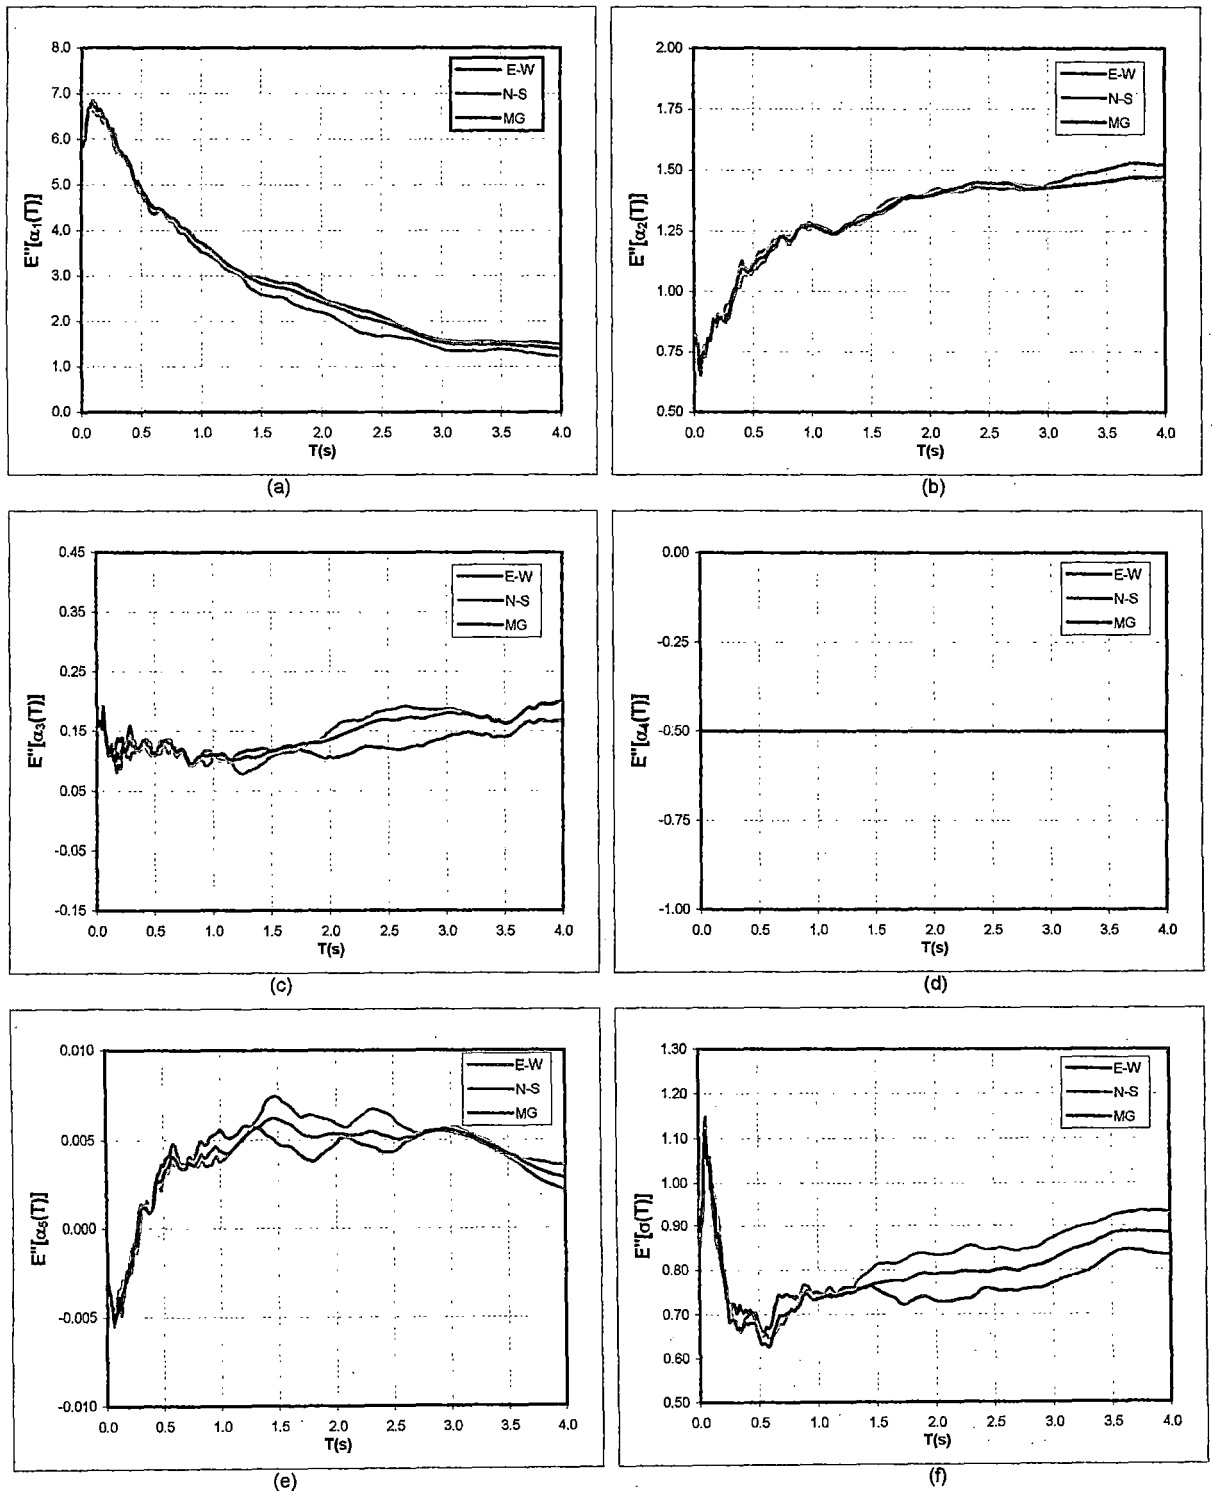 8.0
7.0
6.0
5.0
4.0
3.0
2.0
1.0
0.0
E"[α₁(T)]
E-W
N-S
MG
0.0 0.5 1.0 1.5 2.0 2.5 3.0 3.5 4.0
T(s)
(a)
2.00
1.75
1.50
1.25
1.00
0.75
0.50
E"[α₂(T)]
E-W
N-S
MG
0.0 0.5 1.0 1.5 2.0 2.5 3.0 3.5 4.0
T(s)
(b)
0.45
0.35
0.25
0.15
0.05
-0.05
-0.15
E"[α₃(T)]
E-W
N-S
MG
0.0 0.5 1.0 1.5 2.0 2.5 3.0 3.5 4.0
T(s)
(c)
0.00
-0.25
-0.50
-0.75
-1.00
E"[α₄(T)]
E-W
N-S
MG
0.0 0.5 1.0 1.5 2.0 2.5 3.0 3.5 4.0
T(s)
(d)
0.010
0.005
0.000
-0.005
-0.010
E"[α₅(T)]
E-W
N-S
MG
0.0 0.5 1.0 1.5 2.0 2.5 3.0 3.5 4.0
T(s)
(e)
1.30
1.20
1.10
1.00
0.90
0.80
0.70
0.60
0.50
E"[σ(T)]
E-W
N-S
MG
0.0 0.5 1.0 1.5 2.0 2.5 3.0 3.5 4.0
T(s)
(f)